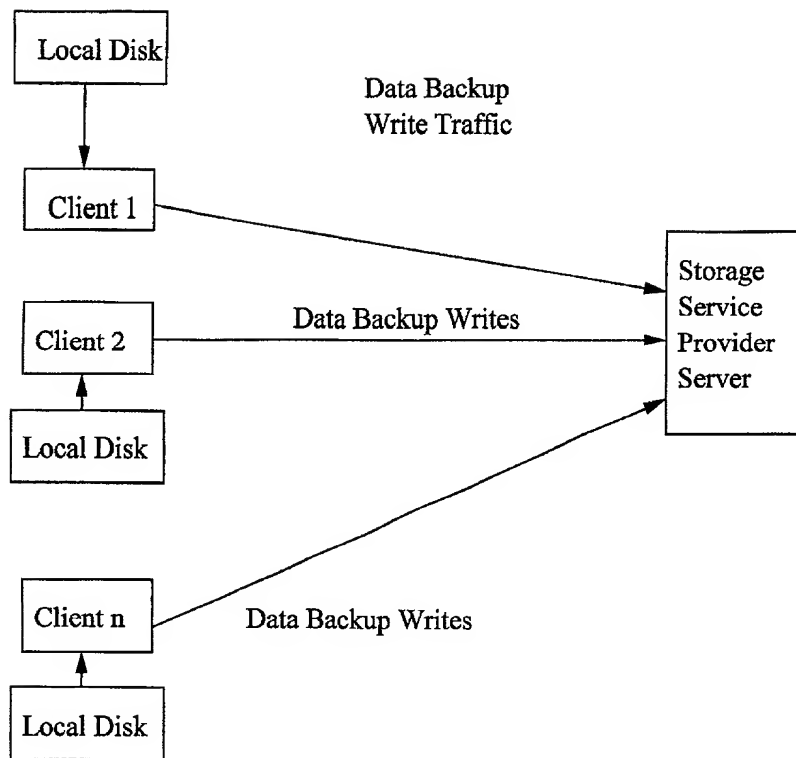 Local Disk
Data Backup
Write Traffic
Client 1
Storage
Service
Provider
Server
Client 2
Data Backup Writes
Local Disk
Client n
Data Backup Writes
Local Disk